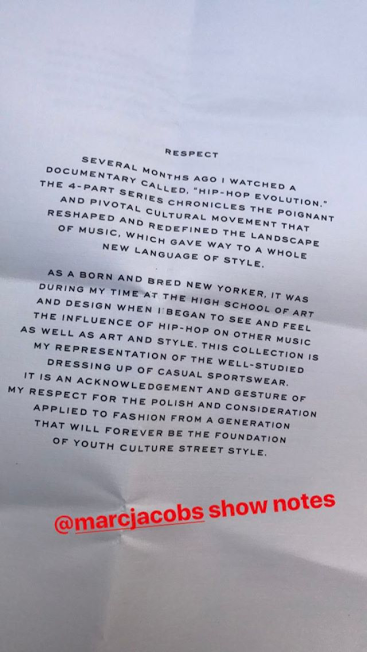 RESPECT
SEVERAL MONTHS AGO I WATCHED A
DOCUMENTARY CALLED, "HIP-HOP EVOLUTION."
THE 4-PART SERIES CHRONICLES THE POIGNANT
AND PIVOTAL CULTURAL MOVEMENT THAT
RESHAPED AND REDEFINED THE LANDSCAPE
OF MUSIC, WHICH GAVE WAY TO A WHOLE
NEW LANGUAGE OF STYLE.
AS A BORN AND BRED NEW YORKER, IT WAS
DURING MY TIME AT THE HIGH SCHOOL OF ART
AND DESIGN WHEN I BEGAN TO SEE AND FEEL
THE INFLUENCE OF HIP-HOP ON OTHER MUSIC
AS WELL AS ART AND STYLE. THIS COLLECTION IS
MY REPRESENTATION OF THE WELL-STUDIED
DRESSING UP OF CASUAL SPORTSWEAR.
IT IS AN ACKNOWLEDGEMENT AND GESTURE OF
MY RESPECT FOR THE POLISH AND CONSIDERATION
APPLIED TO FASHION FROM A GENERATION
THAT WILL FOREVER BE THE FOUNDATION
OF YOUTH CULTURE STREET STYLE.
@marcjacobs show notes